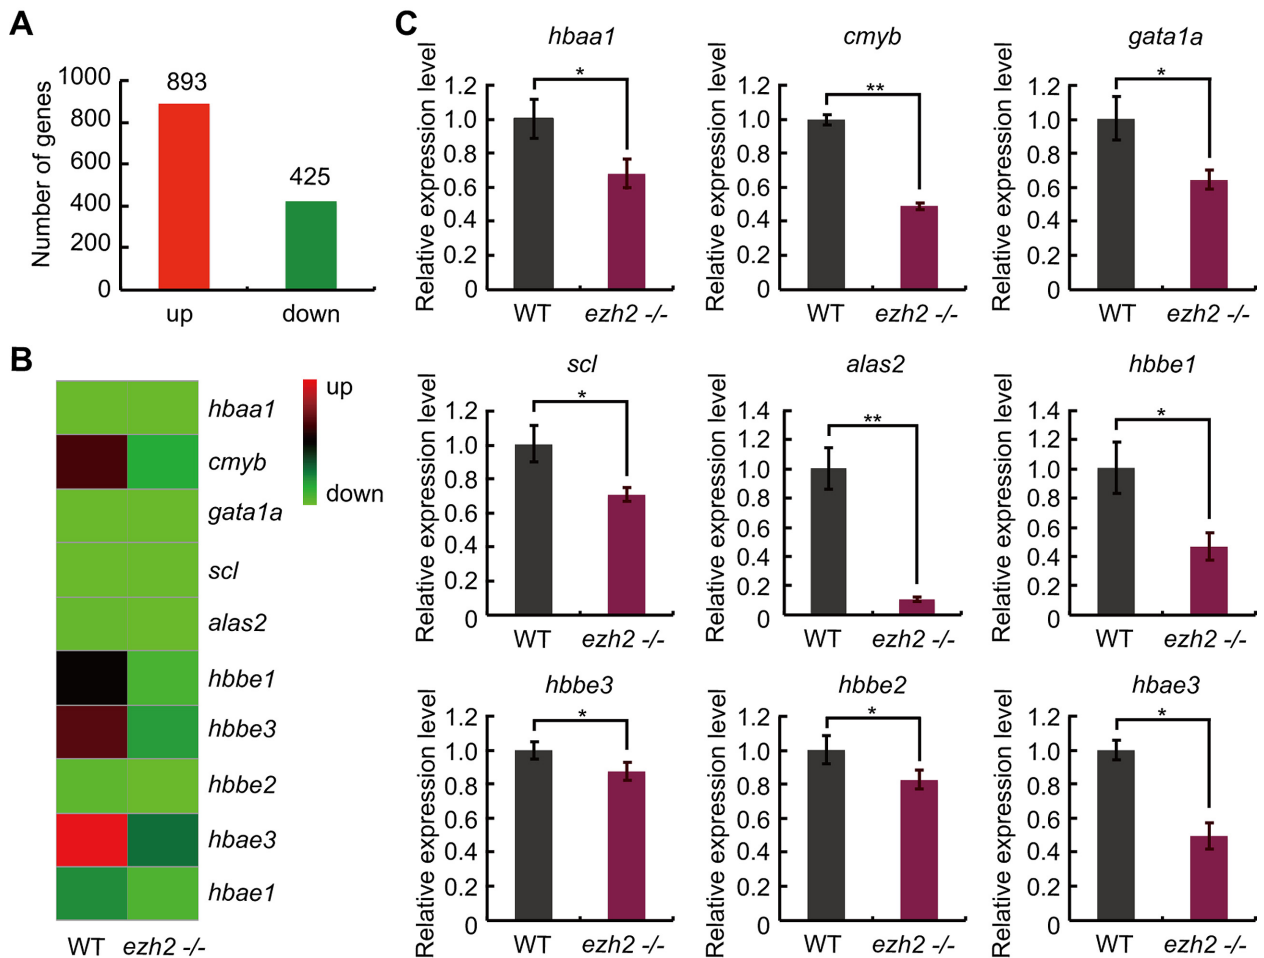 A
1000
800
600
400
200
0
Number of genes
893
425
up
down
B
up
down
hbaa1
cmyb
gata1a
scl
alas2
hbbe1
hbbe3
hbbe2
hbae3
hbae1
WT ezh2 -/-
C
hbaa1
Relative expression level
1.2
1.0
0.8
0.6
0.4
0.2
0
*
WT ezh2 -/-
cmyb
Relative expression level
1.2
1.0
0.8
0.6
0.4
0.2
0
**
WT ezh2 -/-
gata1a
Relative expression level
1.2
1.0
0.8
0.6
0.4
0.2
0
*
WT ezh2 -/-
scl
Relative expression level
1.2
1.0
0.8
0.6
0.4
0.2
0
*
WT ezh2 -/-
alas2
Relative expression level
1.4
1.2
1.0
0.8
0.6
0.4
0.2
0
**
WT ezh2 -/-
hbbe1
Relative expression level
1.4
1.2
1.0
0.8
0.6
0.4
0.2
0
*
WT ezh2 -/-
hbbe3
Relative expression level
1.2
1.0
0.8
0.6
0.4
0.2
0
*
WT ezh2 -/-
hbbe2
Relative expression level
1.2
1.0
0.8
0.6
0.4
0.2
0
*
WT ezh2 -/-
hbae3
Relative expression level
1.2
1.0
0.8
0.6
0.4
0.2
0
*
WT ezh2 -/-